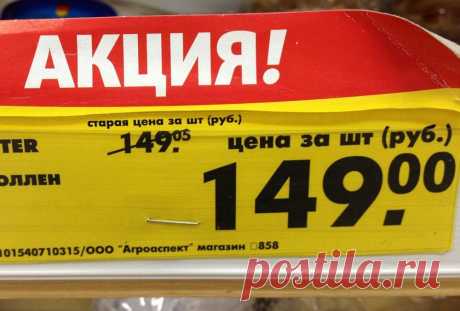 АКЦИЯ!
старая цена за шт (руб.)
149.05
цена за шт (руб.)
TER
ОЛЛЕН
149.00
101540710315/ООО "Агроаспект" магазин □858
postila.ru